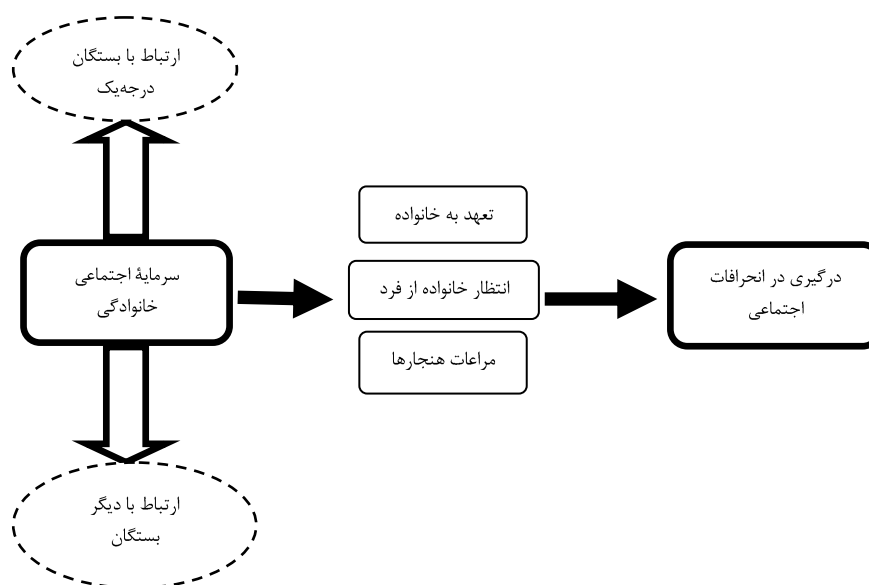 ارتباط با بستگان
درجه‌یک
تعهد به خانواده
سرمایۀ اجتماعی
خانوادگی
انتظار خانواده از فرد
درگیری در انحرافات
اجتماعی
مراعات هنجارها
ارتباط با دیگر
بستگان